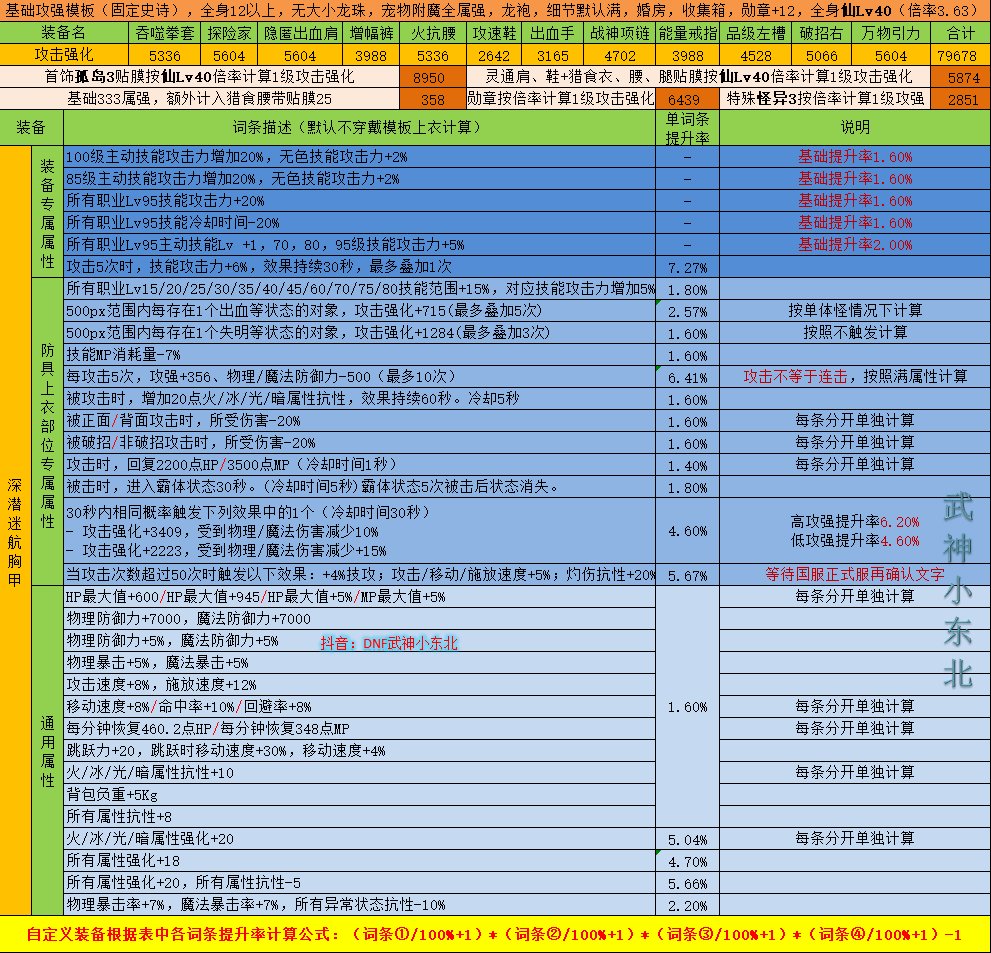 基础攻强模板（固定史诗），全身12以上，无大小龙珠，宠物附魔全属强，龙袍，细节默认满，婚房，收集箱，勋章+12，全身仙Lv40（倍率3.63）
装备名 吞噬拳套 探险家 隐匿出血肩 增幅裤 火抗腰 攻速鞋 出血手 战神项链 能量戒指 品级左槽 破招右 万物引力 合计
攻击强化 5336 5604 5604 3988 5336 2642 3165 4702 3988 4528 5066 5604 79678
首饰孤岛3贴膜按仙Lv40倍率计算1级攻击强化 8950 灵通肩、鞋+猎食衣、腰、腿贴膜按仙Lv40倍率计算1级攻击强化 5874
基础333属强，额外计入猎食腰带贴膜25 358 勋章按倍率计算1级攻击强化 6439 特殊怪异3按倍率计算1级攻强 2851
装备 词条描述（默认不穿戴模板上衣计算） 单词条提升率 说明
深潜迷航胸甲
装备专属属性
100级主动技能攻击力增加20%，无色技能攻击力+2% - 基础提升率1.60%
85级主动技能攻击力增加20%，无色技能攻击力+2% - 基础提升率1.60%
所有职业Lv95技能攻击力+20% - 基础提升率1.60%
所有职业Lv95技能冷却时间-20% - 基础提升率1.60%
所有职业Lv95主动技能Lv +1，70，80，95级技能攻击力+5% - 基础提升率2.00%
攻击5次时，技能攻击力+6%，效果持续30秒，最多叠加1次 7.27%
防具上衣部位专属属性
所有职业Lv15/20/25/30/35/40/45/60/70/75/80技能范围+15%，对应技能攻击力增加5% 1.80%
500px范围内每存在1个出血等状态的对象，攻击强化+715(最多叠加5次) 2.57% 按单体怪情况下计算
500px范围内每存在1个失明等状态的对象，攻击强化+1284(最多叠加3次) 1.60% 按照不触发计算
技能MP消耗量-7% 1.60%
每攻击5次，攻强+356、物理/魔法防御力-500（最多10次） 6.41% 攻击不等于连击，按照满属性计算
被攻击时，增加20点火/冰/光/暗属性抗性，效果持续60秒。冷却5秒 1.60%
被正面/背面攻击时，所受伤害-20% 1.60% 每条分开单独计算
被破招/非破招攻击时，所受伤害-20% 1.60% 每条分开单独计算
攻击时，回复2200点HP/3500点MP（冷却时间1秒） 1.40% 每条分开单独计算
被击时，进入霸体状态30秒。（冷却时间5秒）霸体状态5次被击后状态消失。 1.80%
30秒内相同概率触发下列效果中的1个（冷却时间30秒）
- 攻击强化+3409，受到物理/魔法伤害减少10%
- 攻击强化+2223，受到物理/魔法伤害减少+15%
4.60%
高攻强提升率6.20%
低攻强提升率4.60%
当攻击次数超过50次时触发以下效果：+4%技攻；攻击/移动/施放速度+5%；灼伤抗性+20% 5.67% 等待国服正式服再确认文字
通用属性
HP最大值+600/HP最大值+945/HP最大值+5%/MP最大值+5% 每条分开单独计算
物理防御力+7000，魔法防御力+7000
物理防御力+5%，魔法防御力+5% 抖音：DNF武神小东北
物理暴击+5%，魔法暴击+5%
攻击速度+8%，施放速度+12%
移动速度+8%/命中率+10%/回避率+8% 1.60% 每条分开单独计算
每分钟恢复460.2点HP/每分钟恢复348点MP 每条分开单独计算
跳跃力+20，跳跃时移动速度+30%，移动速度+4%
火/冰/光/暗属性抗性+10 每条分开单独计算
背包负重+5Kg
所有属性抗性+8
火/冰/光/暗属性强化+20 5.04% 每条分开单独计算
所有属性强化+18 4.70%
所有属性强化+20，所有属性抗性-5 5.66%
物理暴击率+7%，魔法暴击率+7%，所有异常状态抗性-10% 2.20%
武神小东北
自定义装备根据表中各词条提升率计算公式：（词条①/100%+1）*（词条②/100%+1）*（词条③/100%+1）*（词条④/100%+1）-1